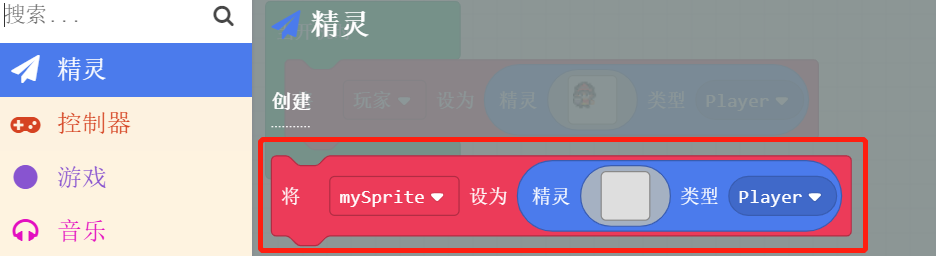 搜索...
精灵
控制器
游戏
音乐
精灵
创建
玩家 设为 精灵 类型 Player
将 mySprite 设为 精灵 类型 Player